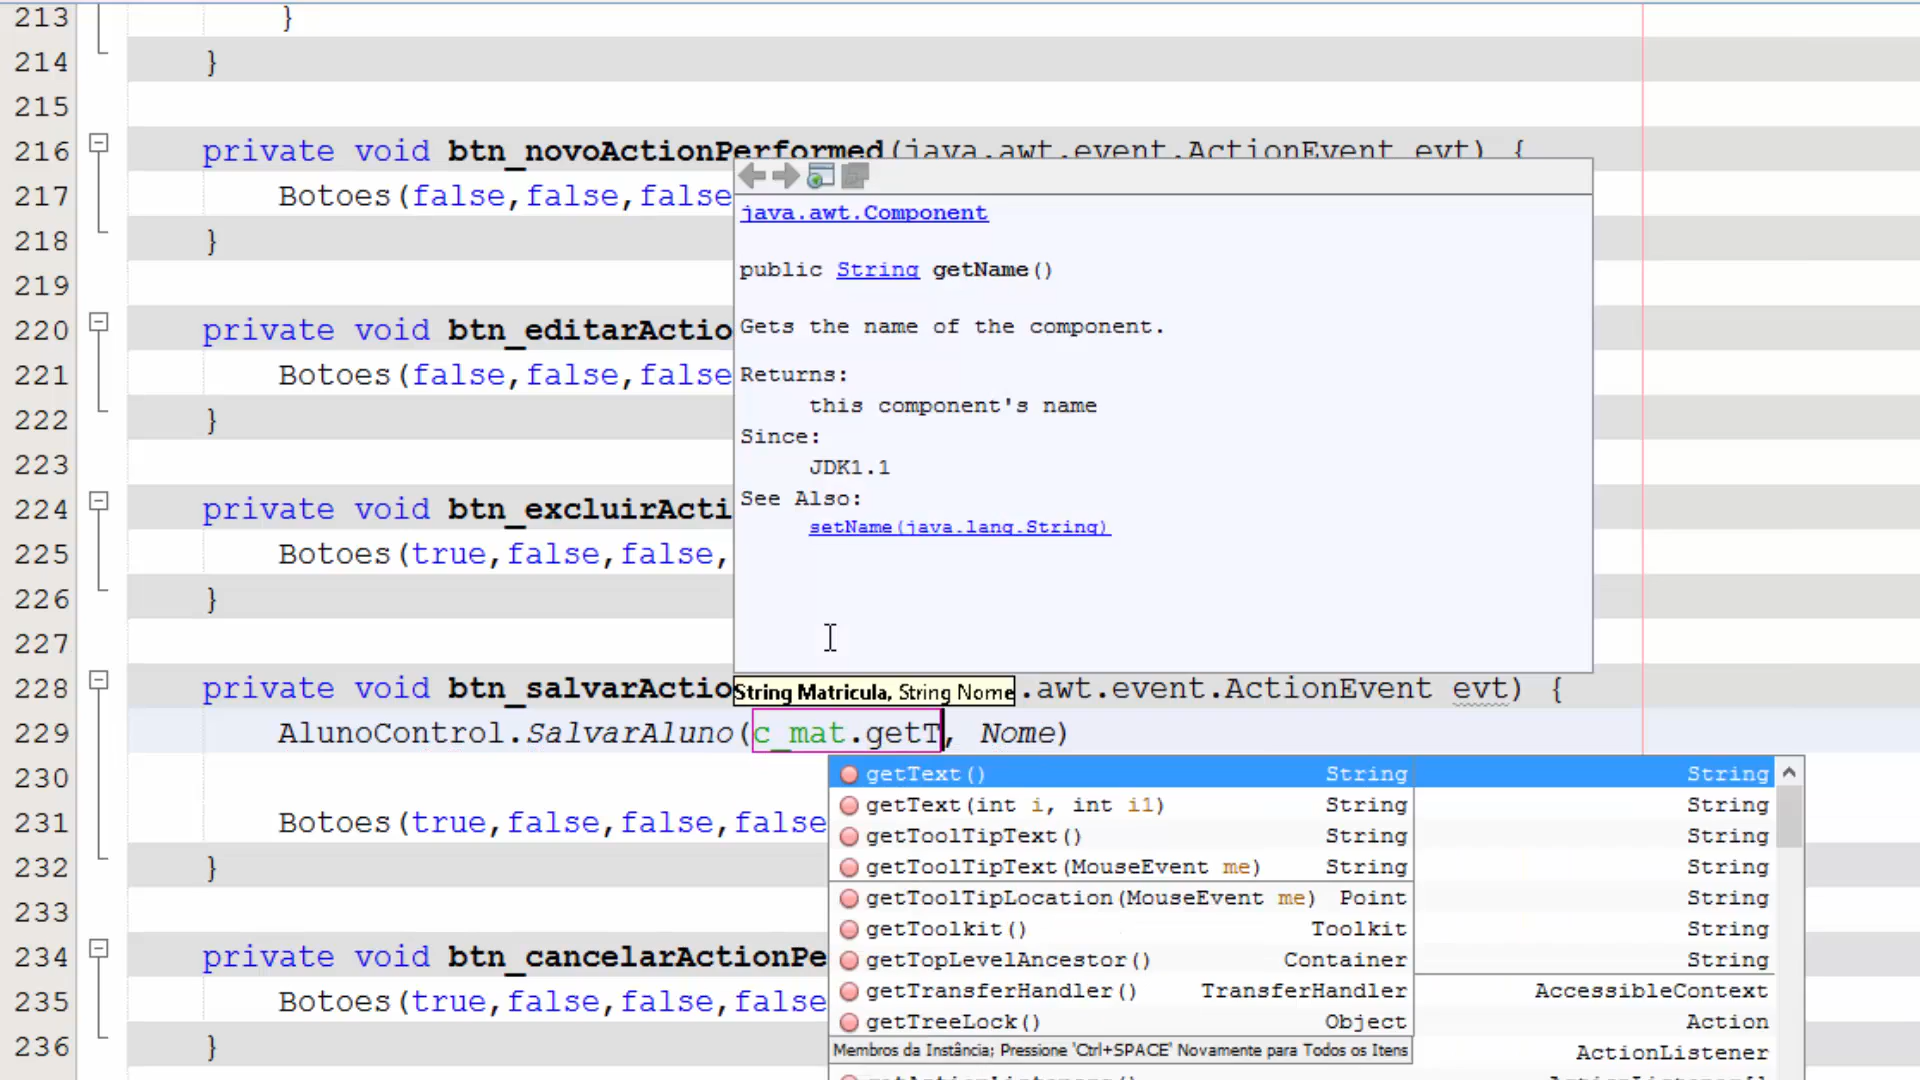 213 }
214 }
215
216 private void btn_novoActionPerformed(java.awt.event.ActionEvent evt) {
217 Botoes(false,false,false
218 }
219
220 private void btn_editarActio
221 Botoes(false,false,false
222 }
223
224 private void btn_excluirActi
225 Botoes(true,false,false,
226 }
227
228 private void btn_salvarActio .awt.event.ActionEvent evt) {
229 AlunoControl.SalvarAluno(c_mat.getT, Nome)
230
231 Botoes(true,false,false,false
232 }
233
234 private void btn_cancelarActionPe
235 Botoes(true,false,false,false
236 }
java.awt.Component
public String getName()
Gets the name of the component.
Returns:
this component's name
Since:
JDK1.1
See Also:
setName(java.lang.String)
String Matricula, String Nome
getText() String String
getText(int i, int i1) String String
getToolTipText() String String
getToolTipText(MouseEvent me) String String
getToolTipLocation(MouseEvent me) Point String
getToolkit() Toolkit String
getTopLevelAncestor() Container String
getTransferHandler() TransferHandler AccessibleContext
getTreeLock() Object Action
Membros da Instância; Pressione 'Ctrl+SPACE' Novamente para Todos os Itens ActionListener